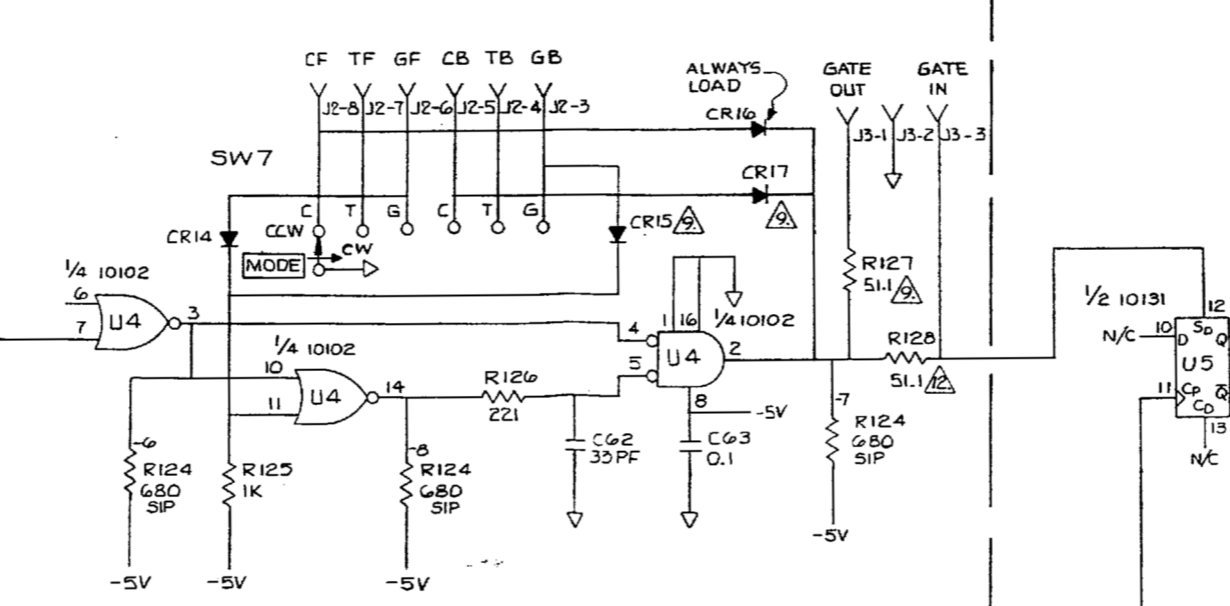 CF TF GF CB TB GB
J2-8 J2-7 J2-6 J2-5 J2-4 J2-3
ALWAYS
LOAD
CR16
GATE
OUT
GATE
IN
J3-1 J3-2 J3-3
SW7
CR17
9.
C T G C T G
CR14
CCW
CW
MODE
CR15
9.
1/4 10102
6
7
U4
3
R127
51.1
9.
1/4 10102
10
11
U4
14
R126
221
1 16
1/4 10102
4
5
U4
2
8
-5V
R128
51.1
12.
1/2 10131
12
N/C 10
D
SD
Q
U5
11
CP
CD
Q
13
N/C
-6
R124
680
SIP
R125
1K
-8
R124
680
SIP
C62
33PF
C63
0.1
-7
R124
680
SIP
-5V
-5V
-5V
-5V